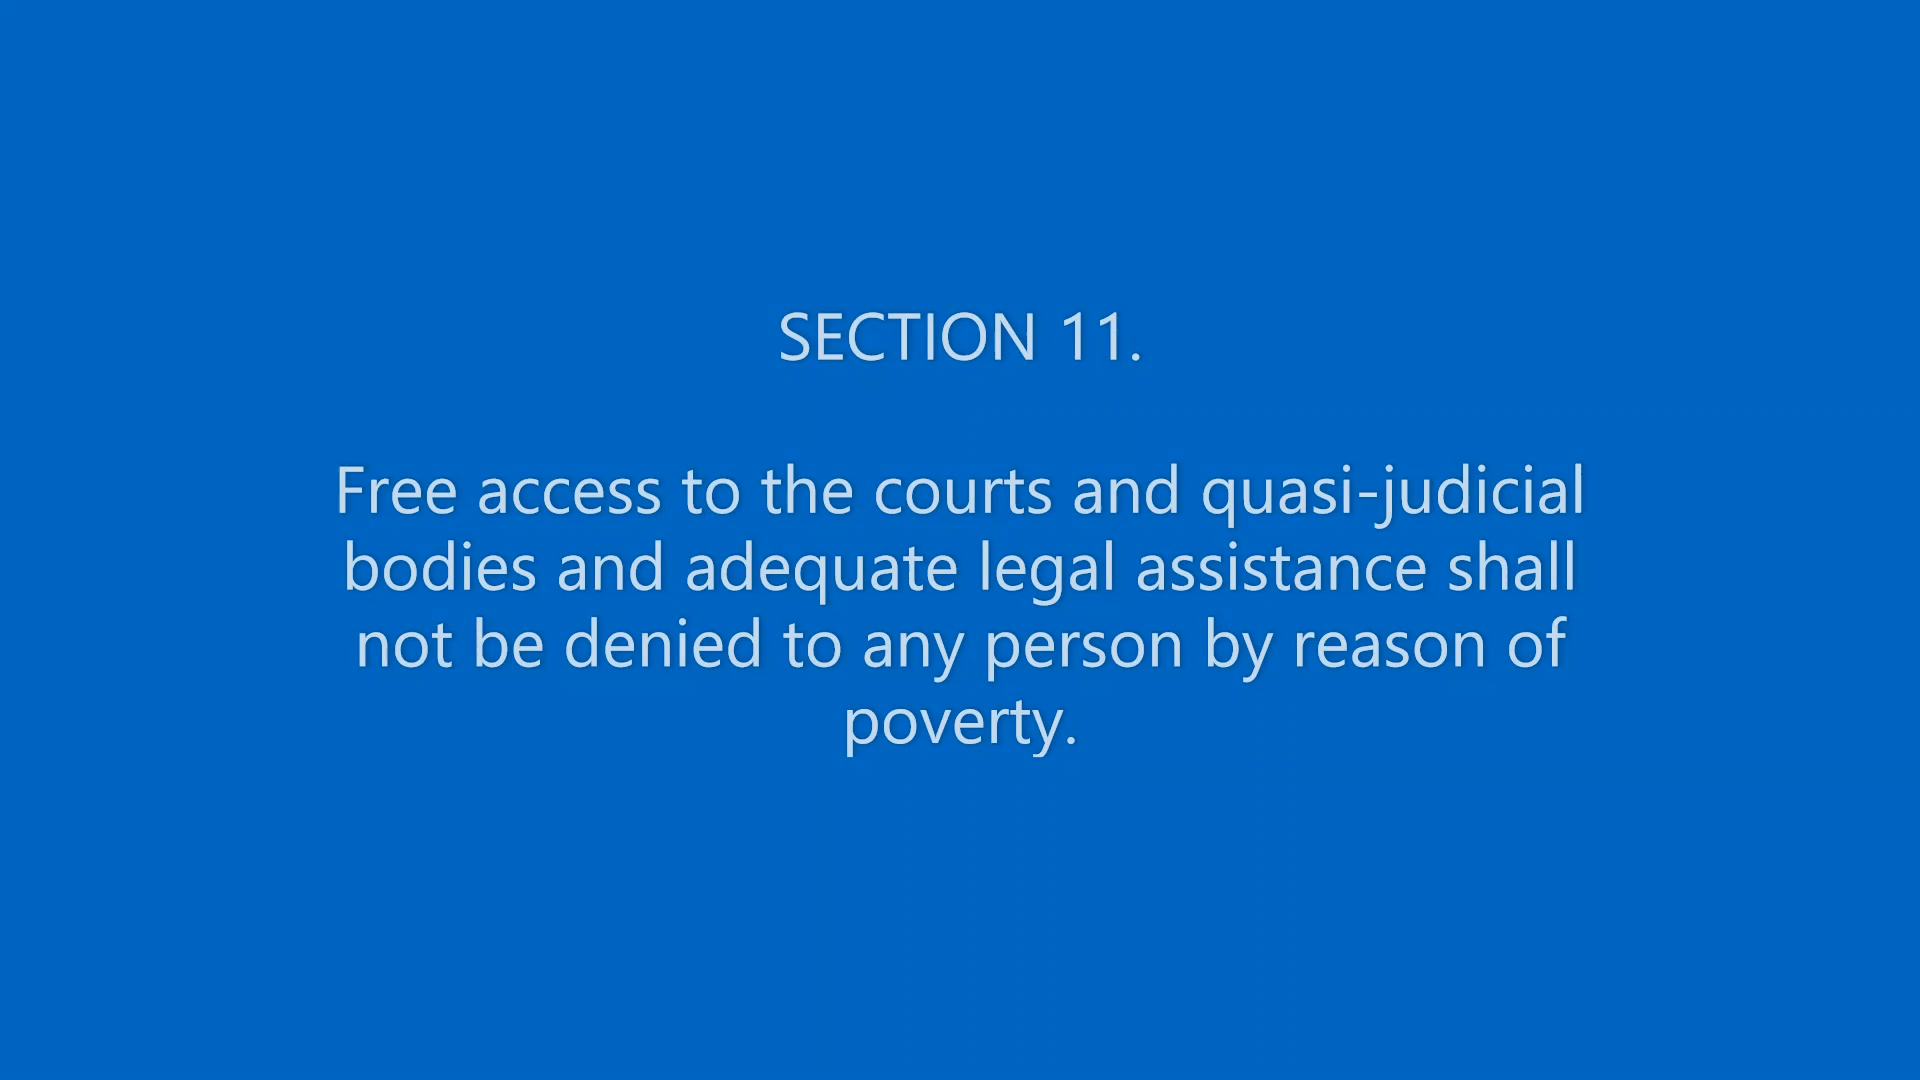 SECTION 11.
Free access to the courts and quasi-judicial
bodies and adequate legal assistance shall
not be denied to any person by reason of
poverty.